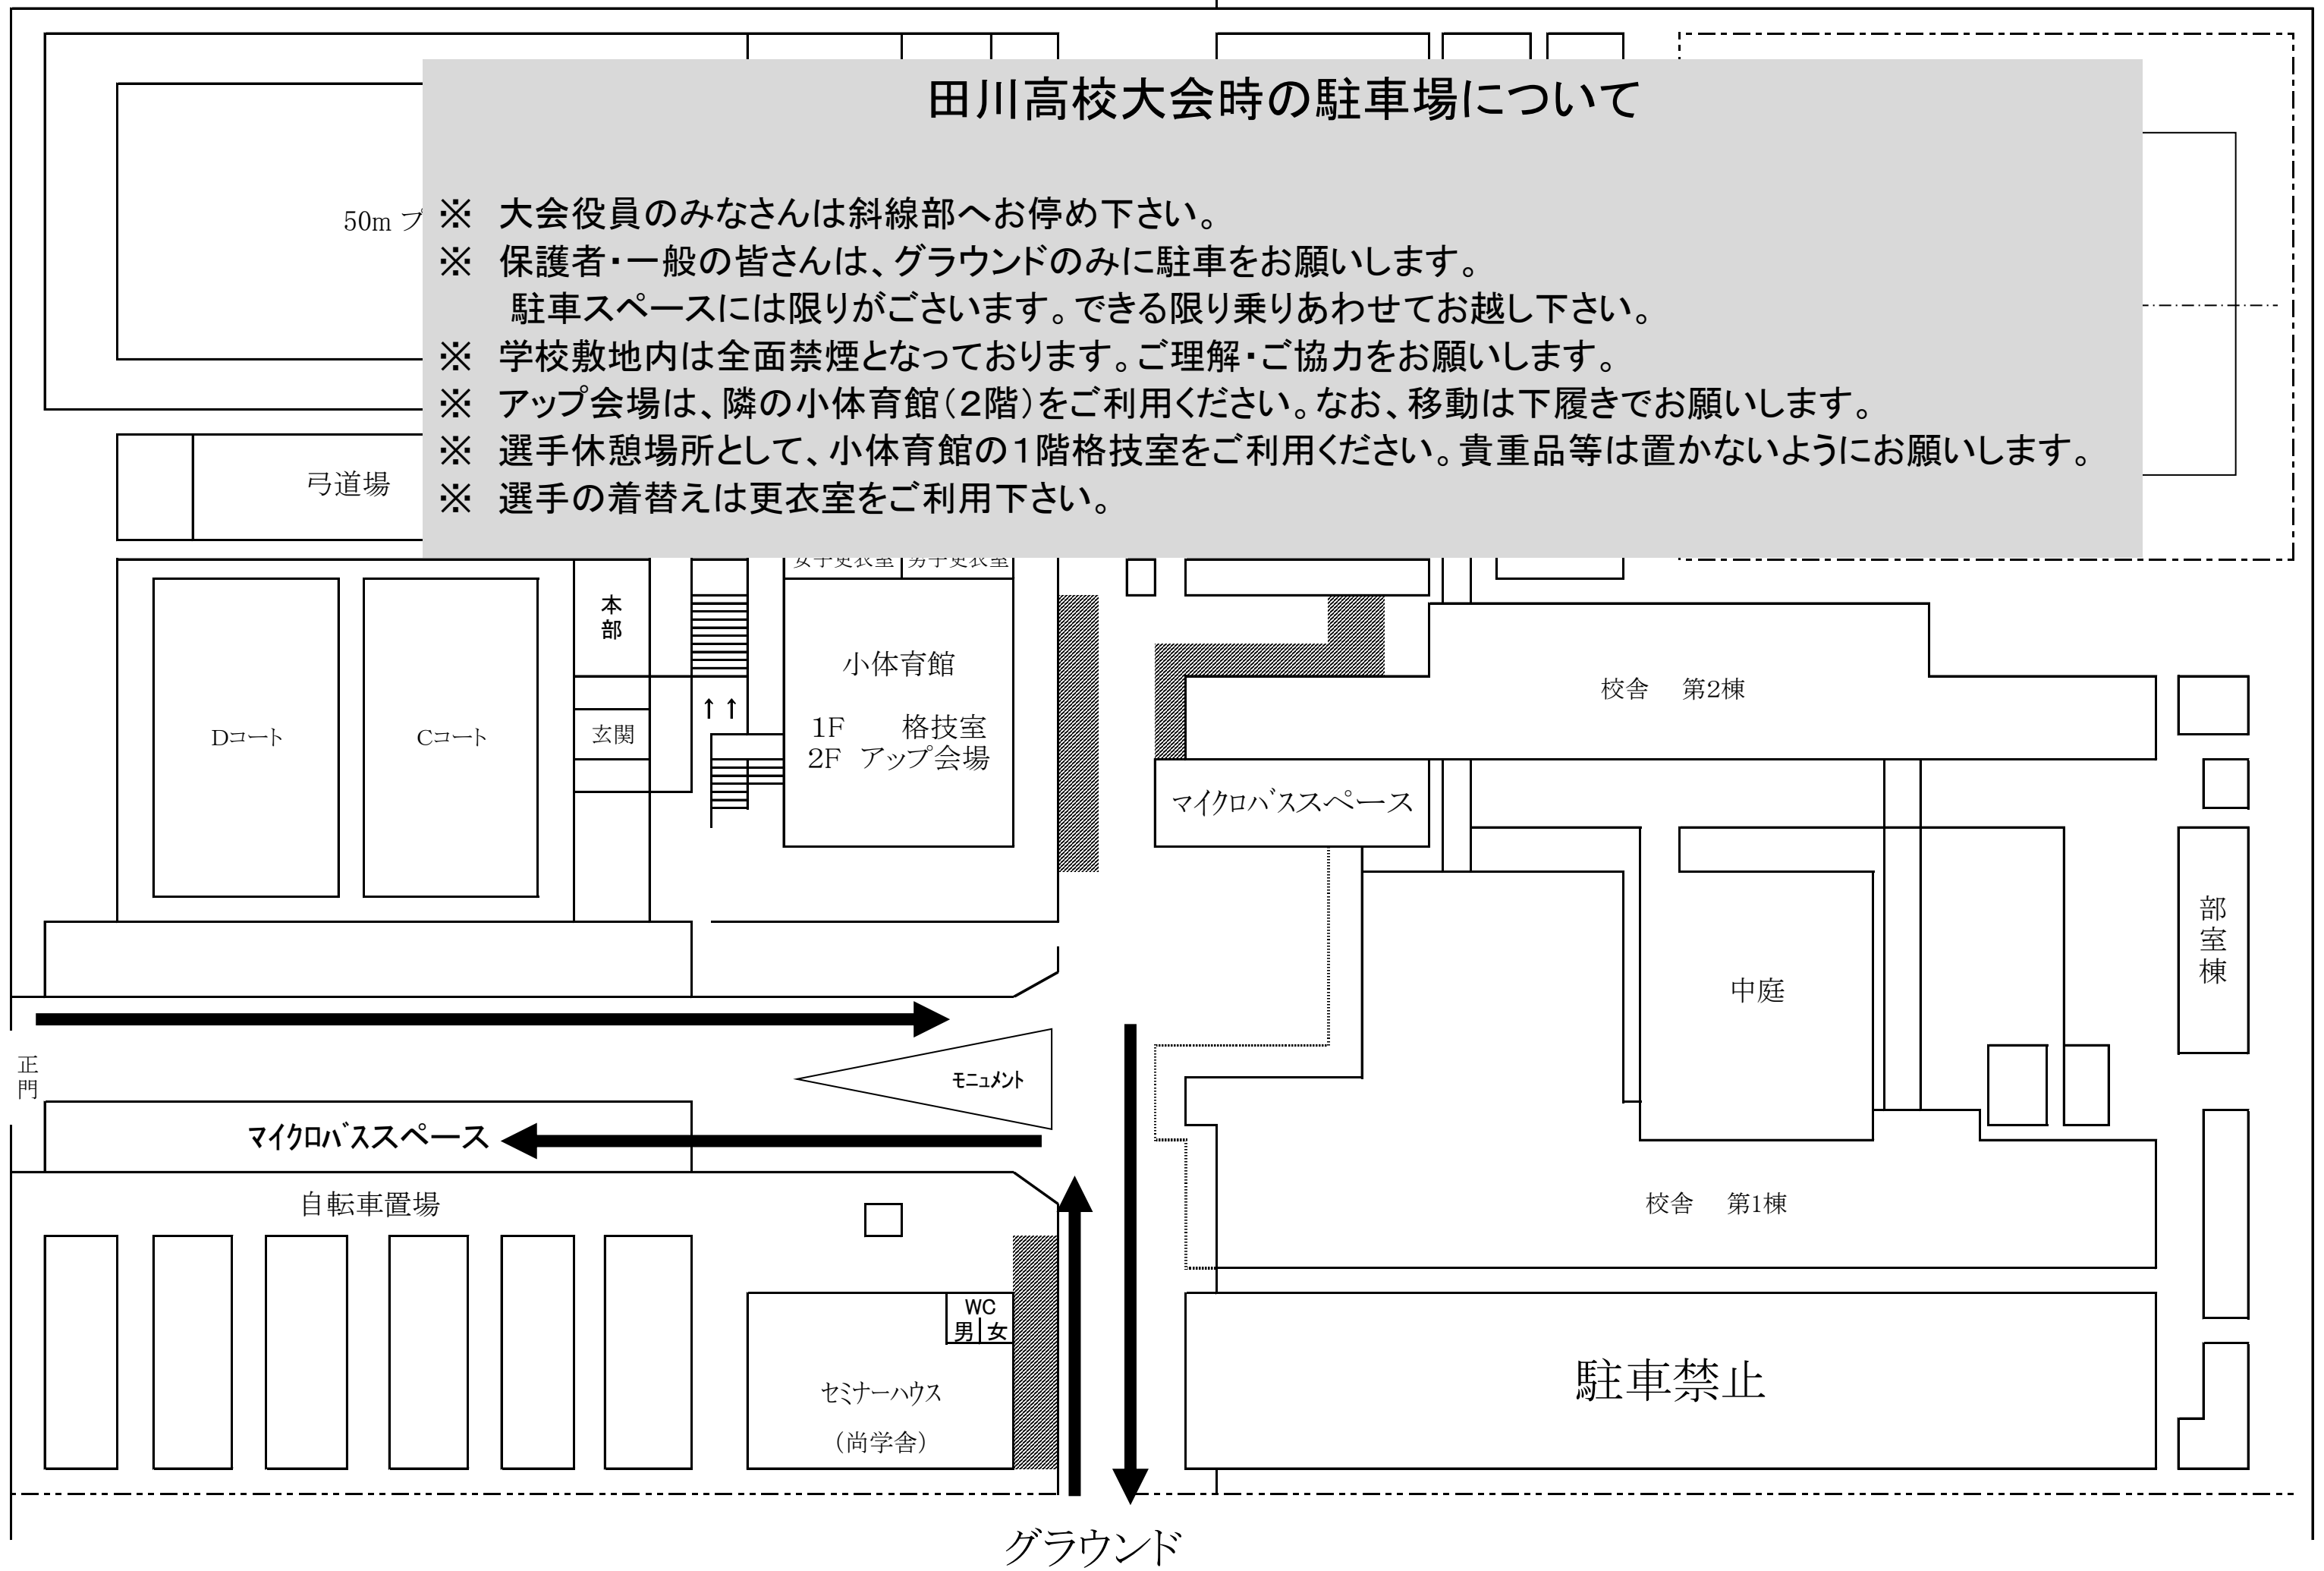 田川高校大会時の駐車場について
※　大会役員のみなさんは斜線部へお停め下さい。
※　保護者・一般の皆さんは、グラウンドのみに駐車をお願いします。
駐車スペースには限りがごさいます。できる限り乗りあわせてお越し下さい。
※　学校敷地内は全面禁煙となっております。ご理解・ご協力をお願いします。
※　アップ会場は、隣の小体育館（２階）をご利用ください。なお、移動は下履きでお願いします。
※　選手休憩場所として、小体育館の１階格技室をご利用ください。貴重品等は置かないようにお願いします。
※　選手の着替えは更衣室をご利用下さい。
50m プ
弓道場
女子更衣室
男子更衣室
本部
小体育館
1F　格技室
2F　アップ会場
↑ ↑
Dコート
Cコート
玄関
校舎　第2棟
マイクロバススペース
部室棟
中庭
正門
モニュメント
マイクロバススペース
自転車置場
校舎　第1棟
WC
男 女
セミナーハウス
（尚学舎）
駐車禁止
グラウンド